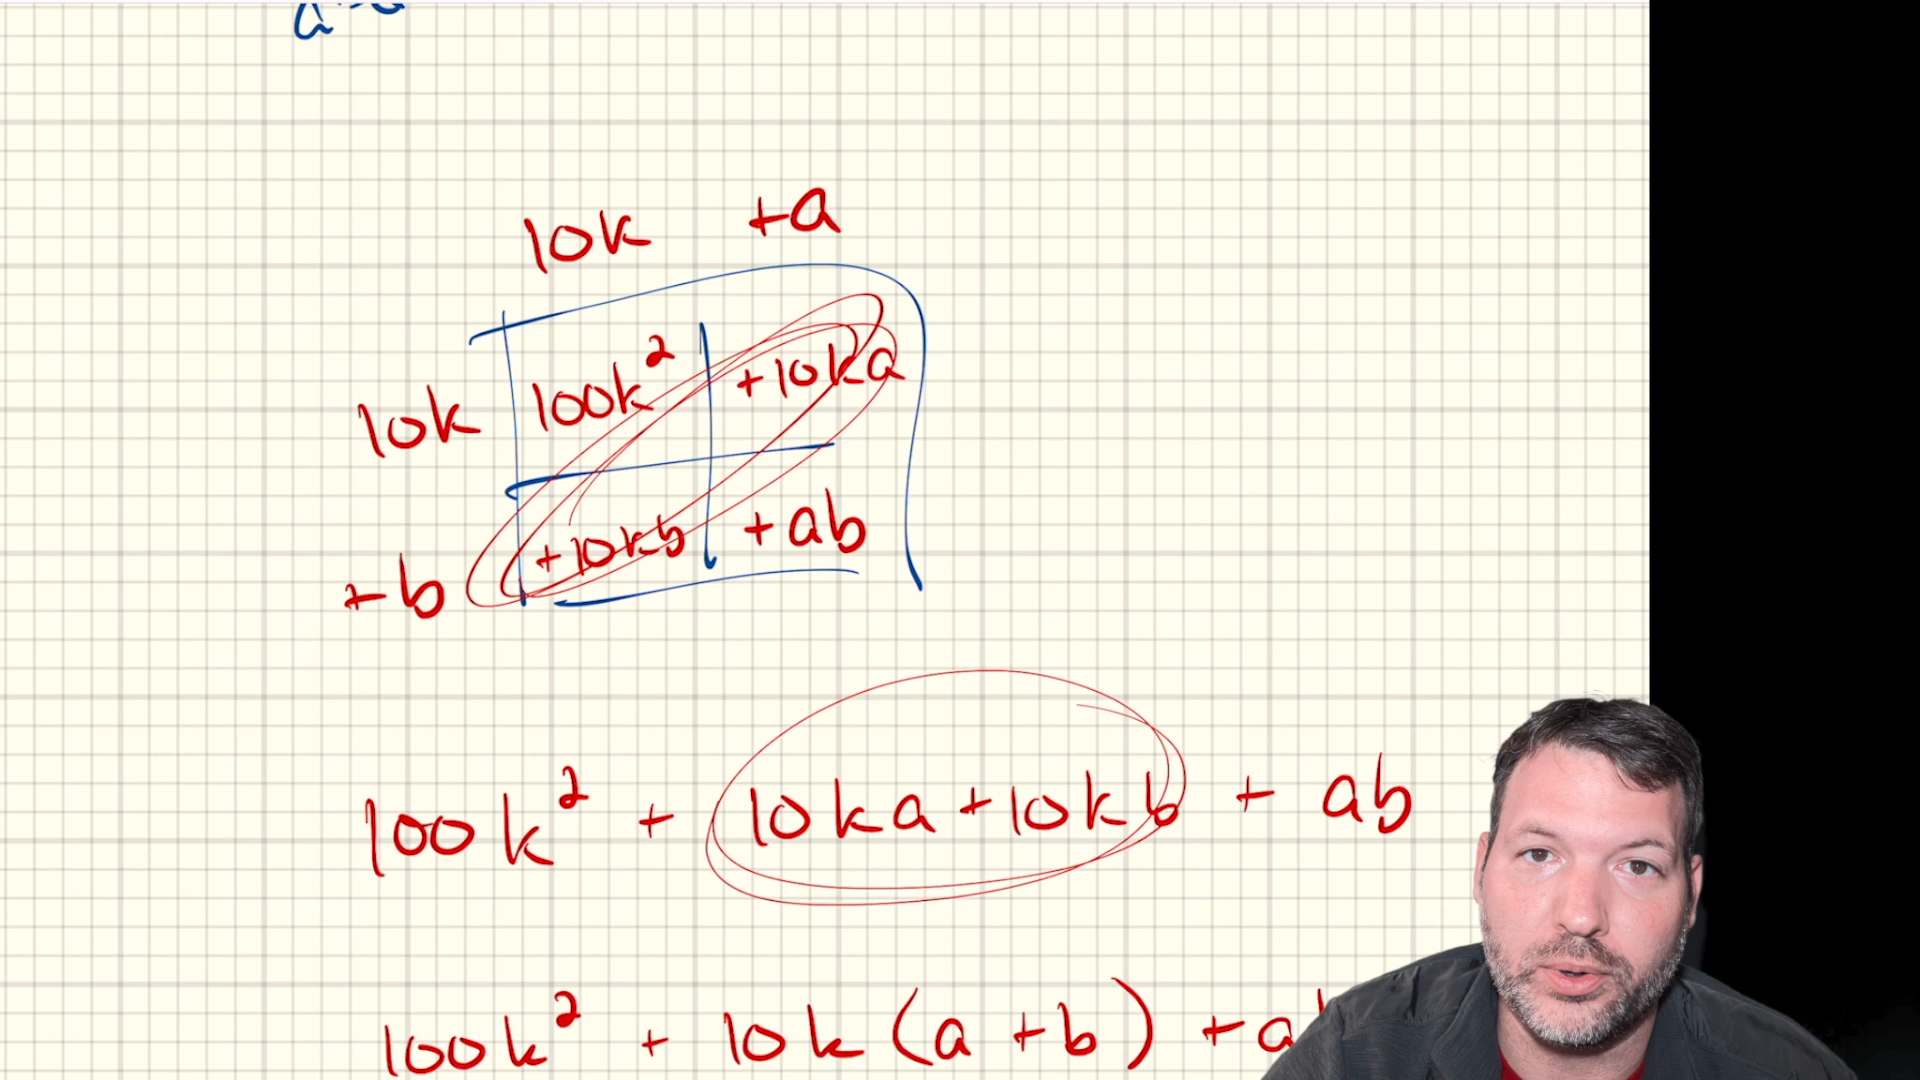 10k +a
10k 100k² +10ka
+b +10kb +ab
100k² + 10ka+10kb + ab
100k² + 10k(a+b) +a